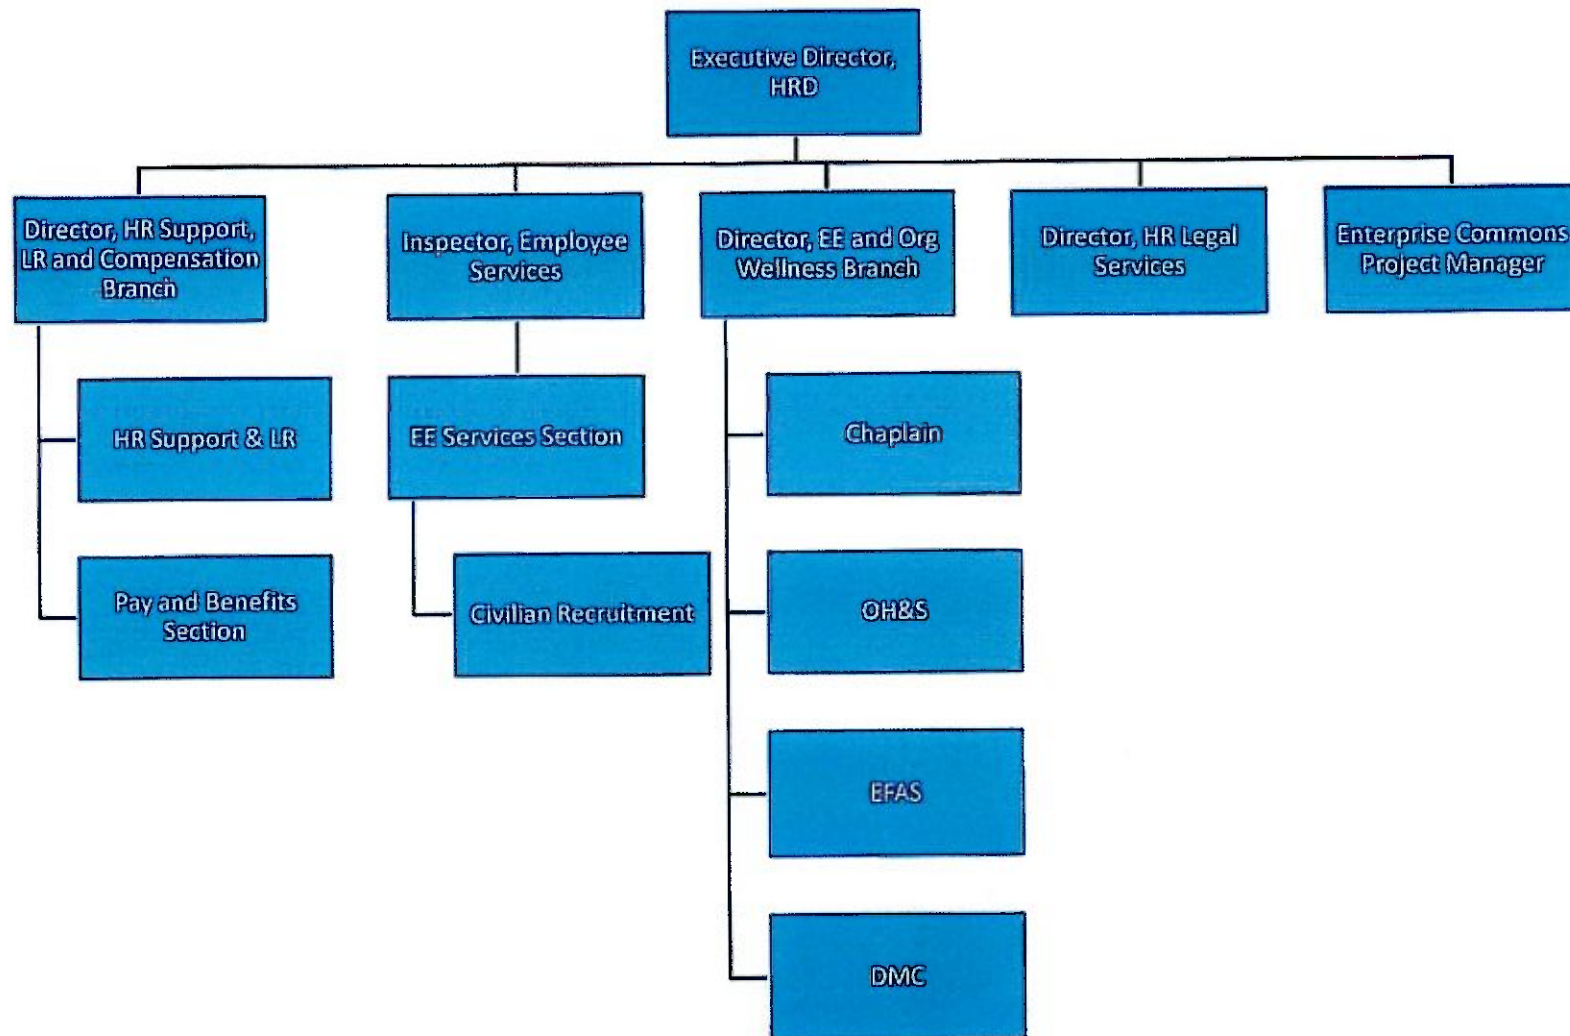 Executive Director,
HRD
Director, HR Support,
LR and Compensation
Branch
Inspector, Employee
Services
Director, EE and Org
Wellness Branch
Director, HR Legal
Services
Enterprise Commons
Project Manager
HR Support & LR
EE Services Section
Chaplain
Pay and Benefits
Section
Civilian Recruitment
OH&S
EFAS
DMC